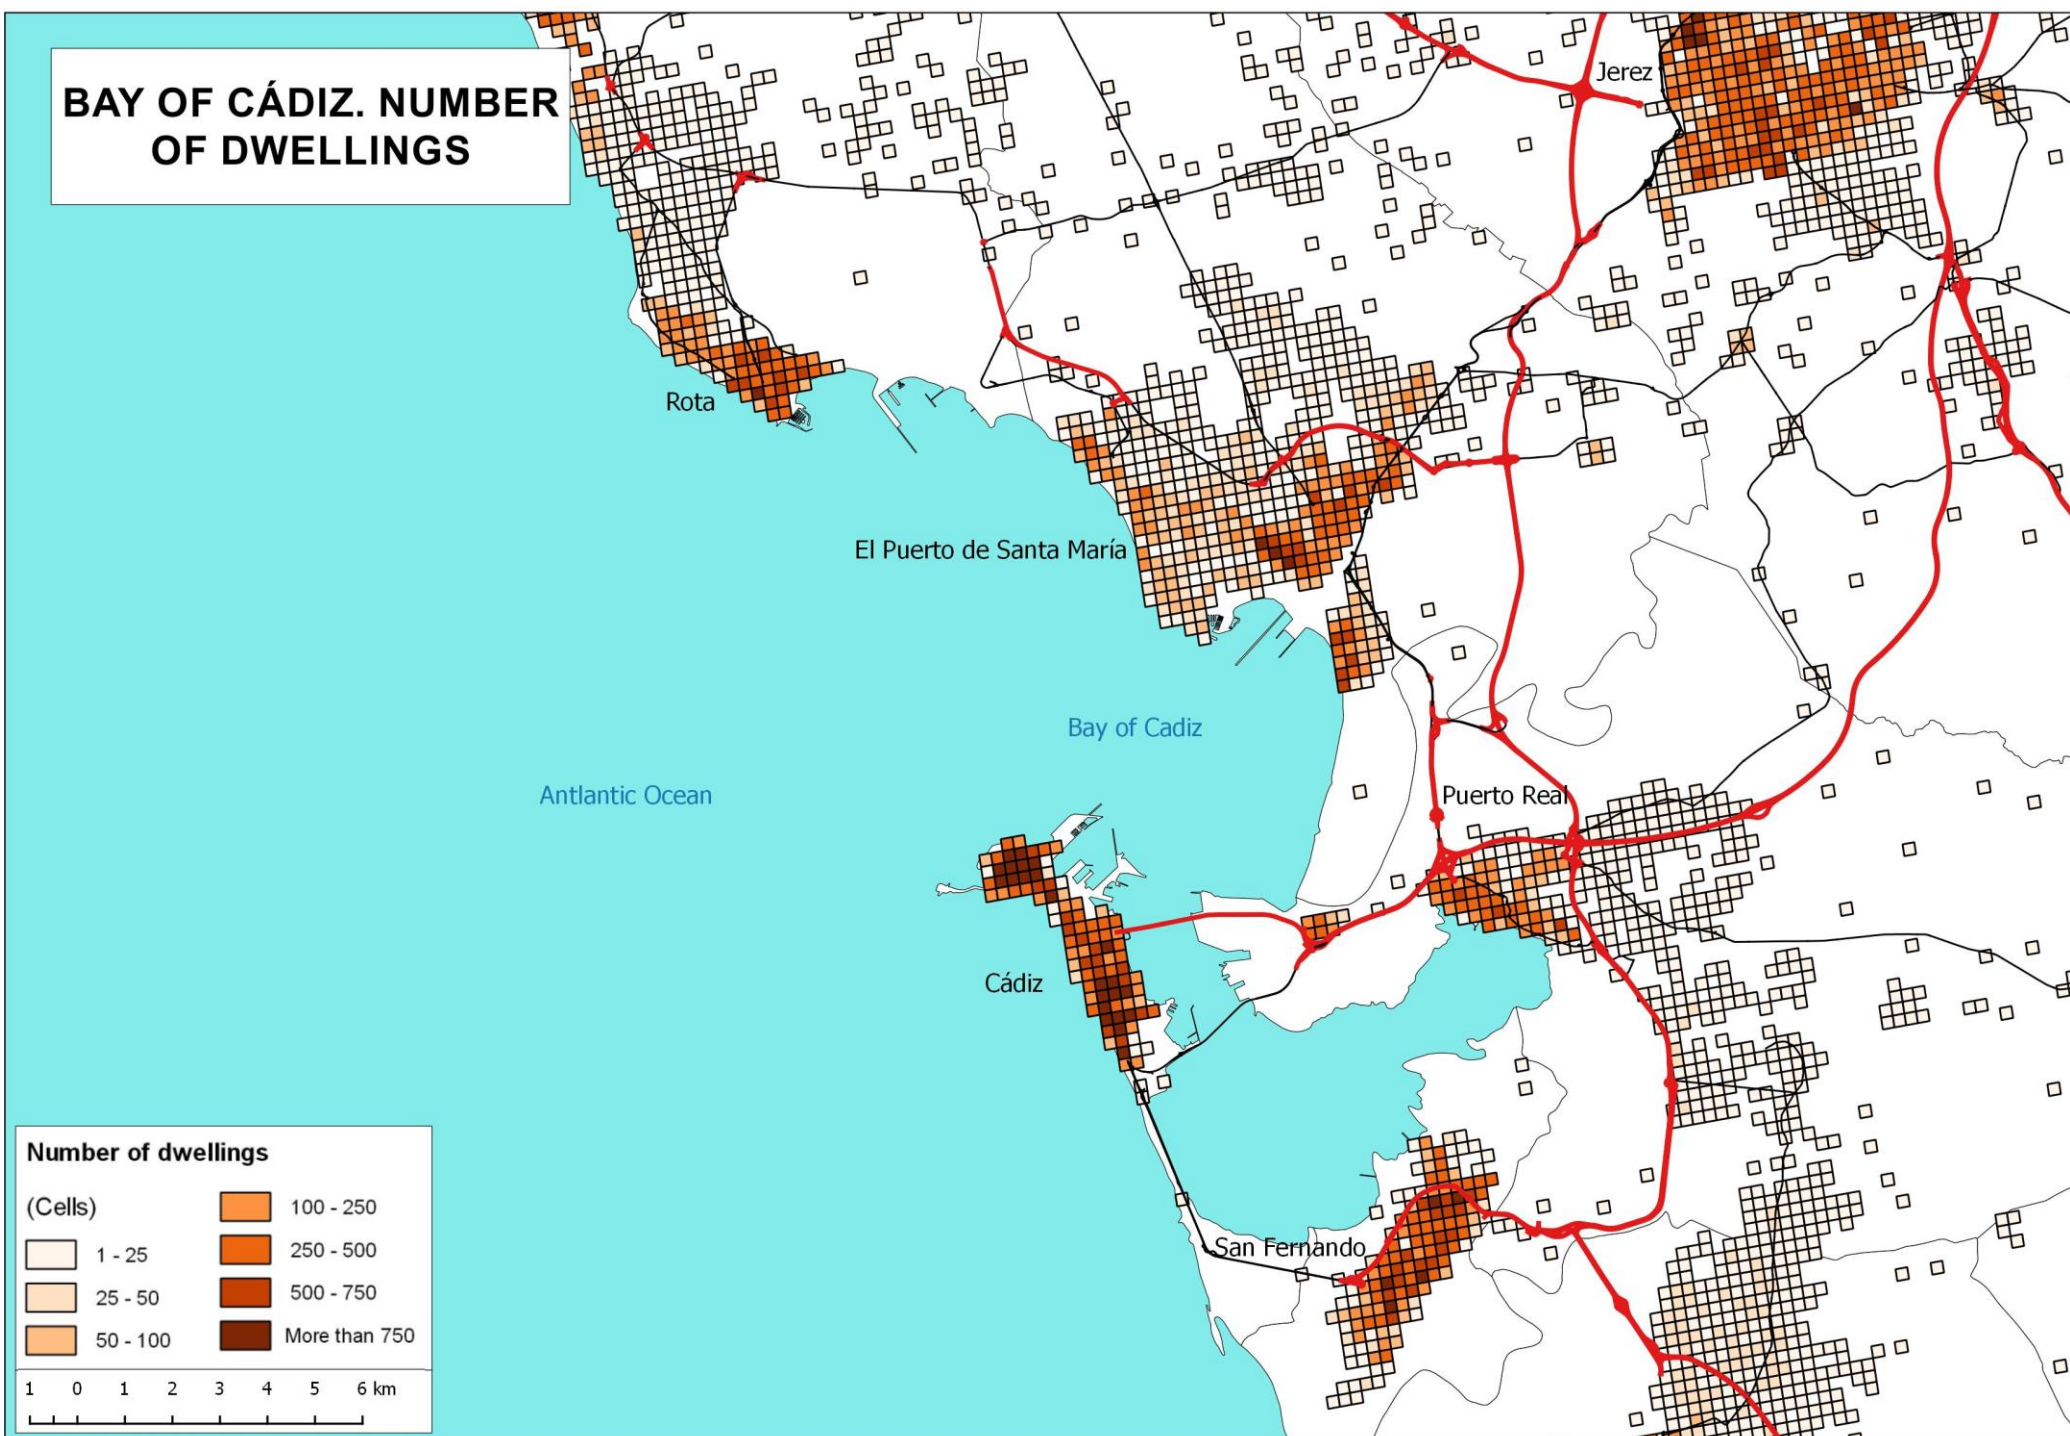 BAY OF CÁDIZ. NUMBER
OF DWELLINGS
Jerez
Rota
El Puerto de Santa María
Bay of Cadiz
Antlantic Ocean
Puerto Real
Cádiz
San Fernando
Number of dwellings
(Cells)
1 - 25
25 - 50
50 - 100
100 - 250
250 - 500
500 - 750
More than 750
1 0 1 2 3 4 5 6 km